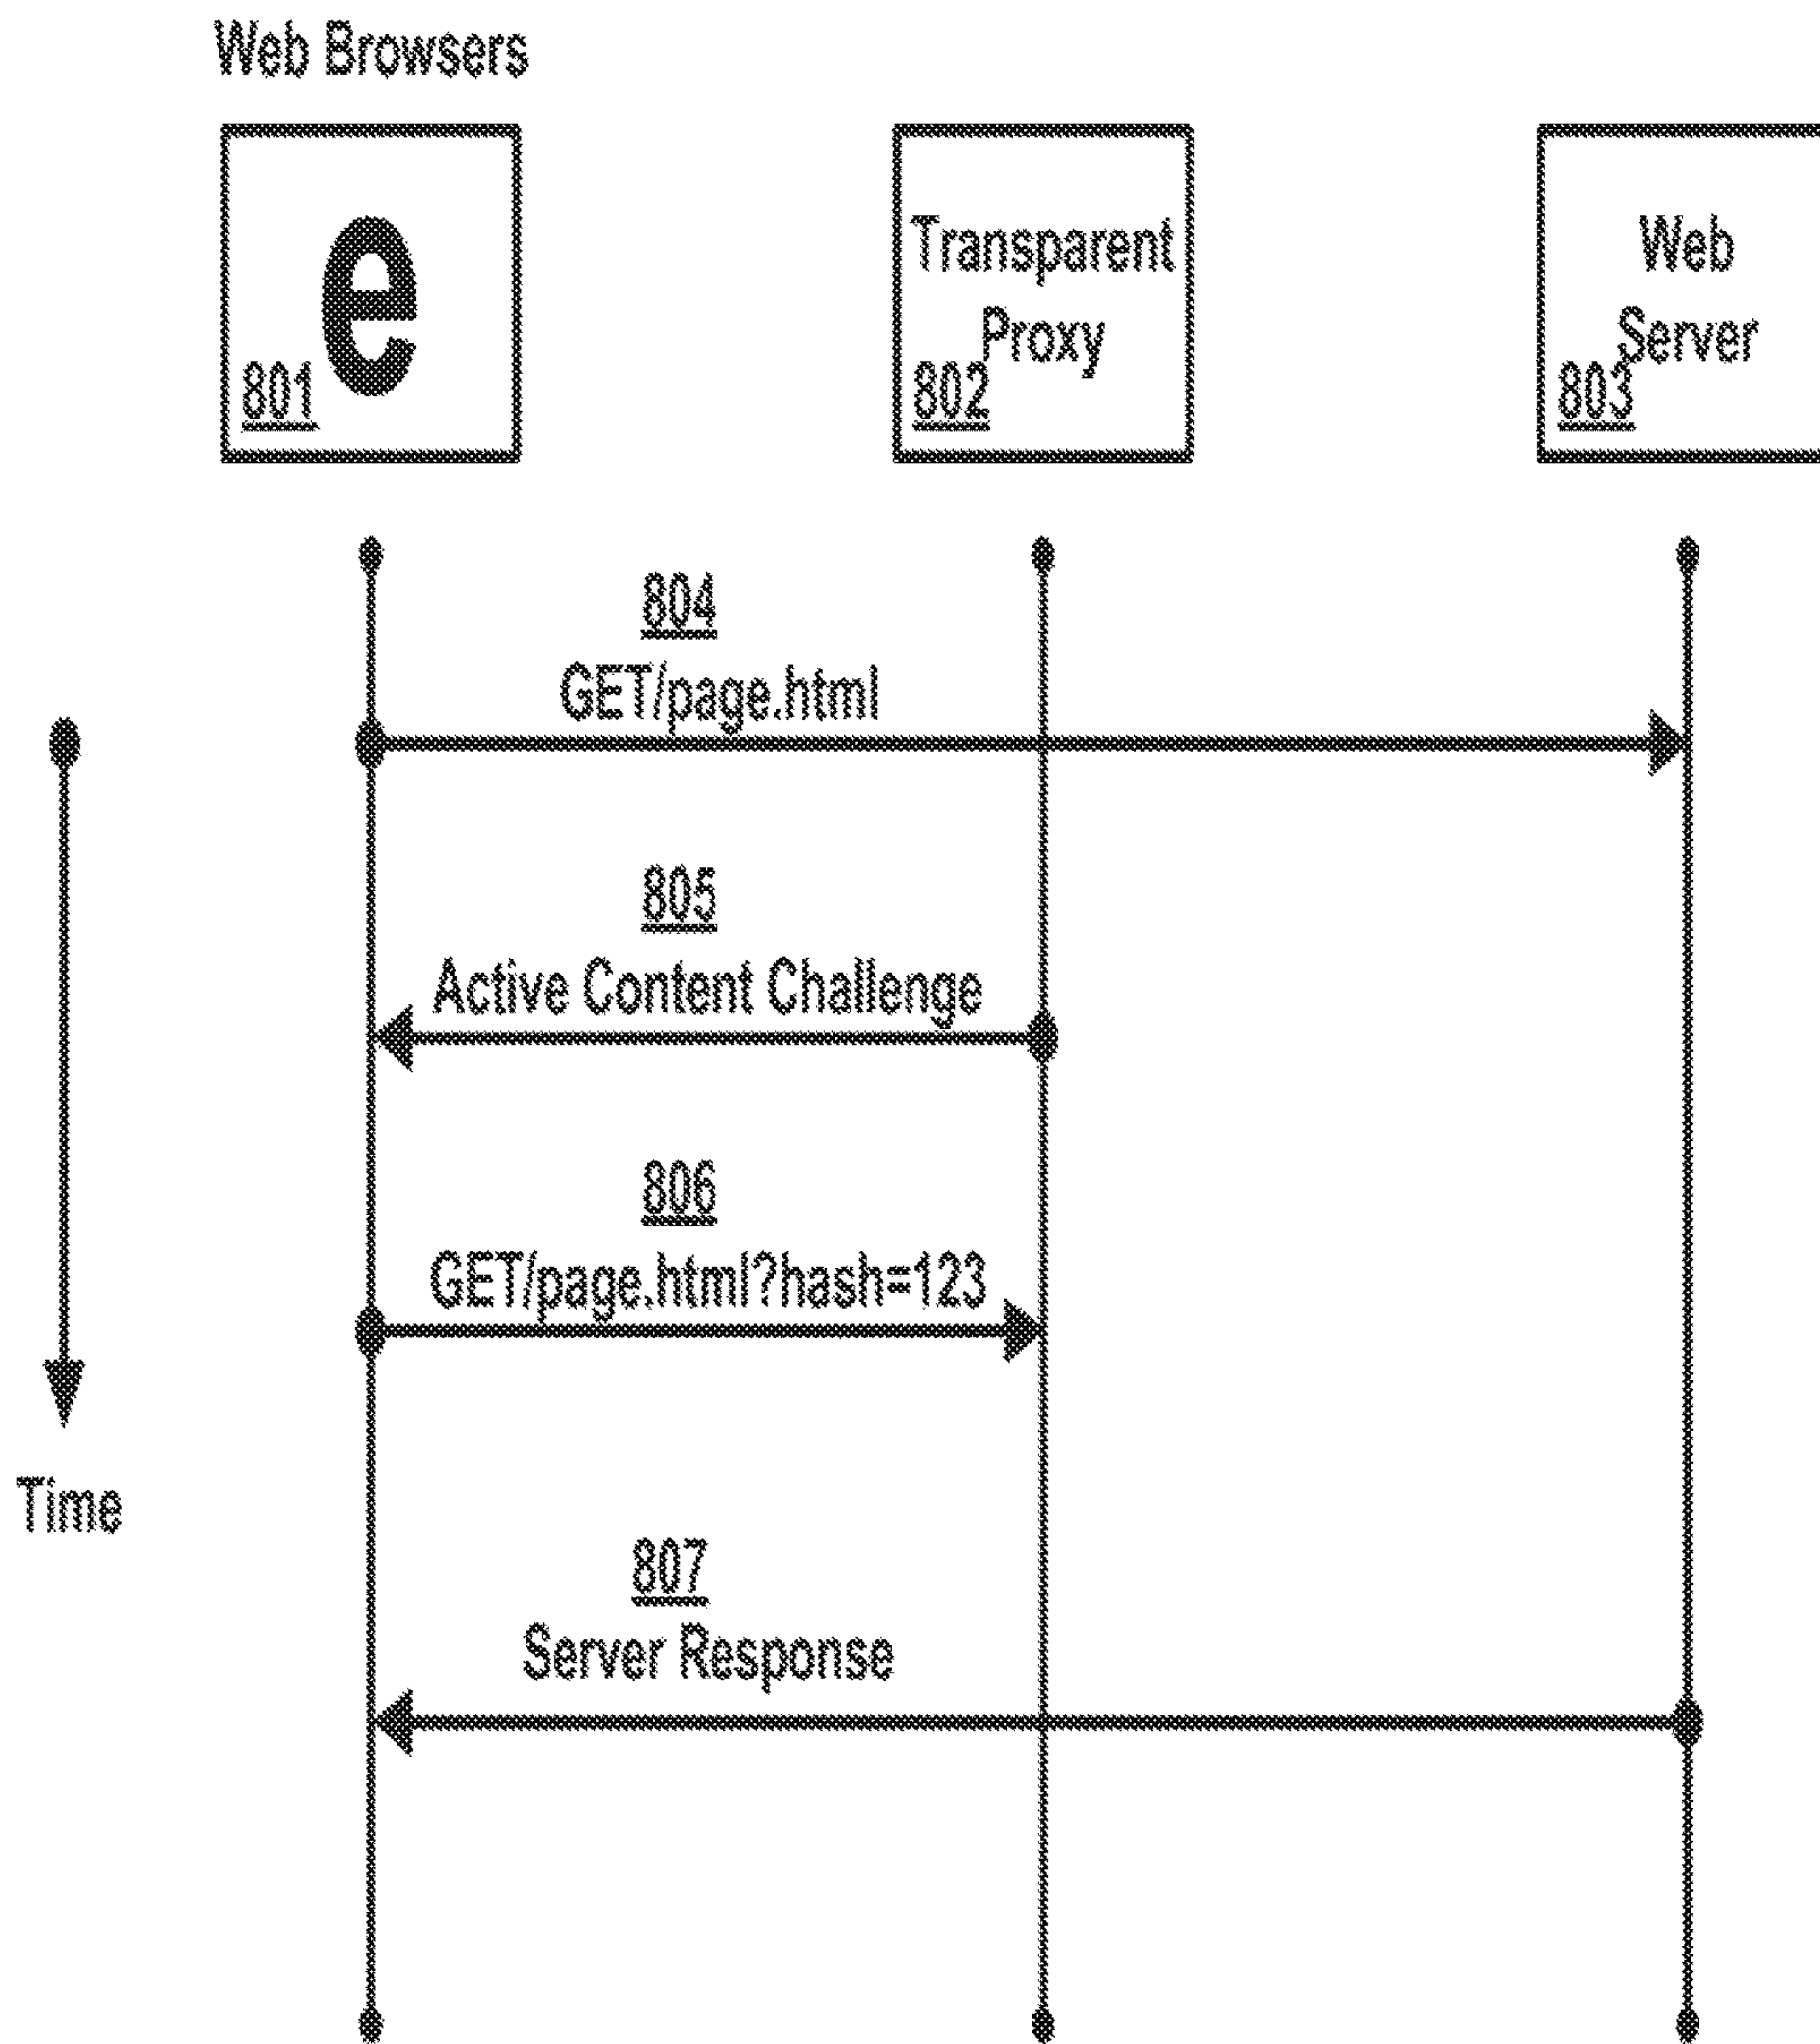 Web Browsers
e
801
Transparent
Proxy
802
Web
Server
803
804
GET/page.html
805
Active Content Challenge
806
GET/page.html?hash=123
Time
807
Server Response